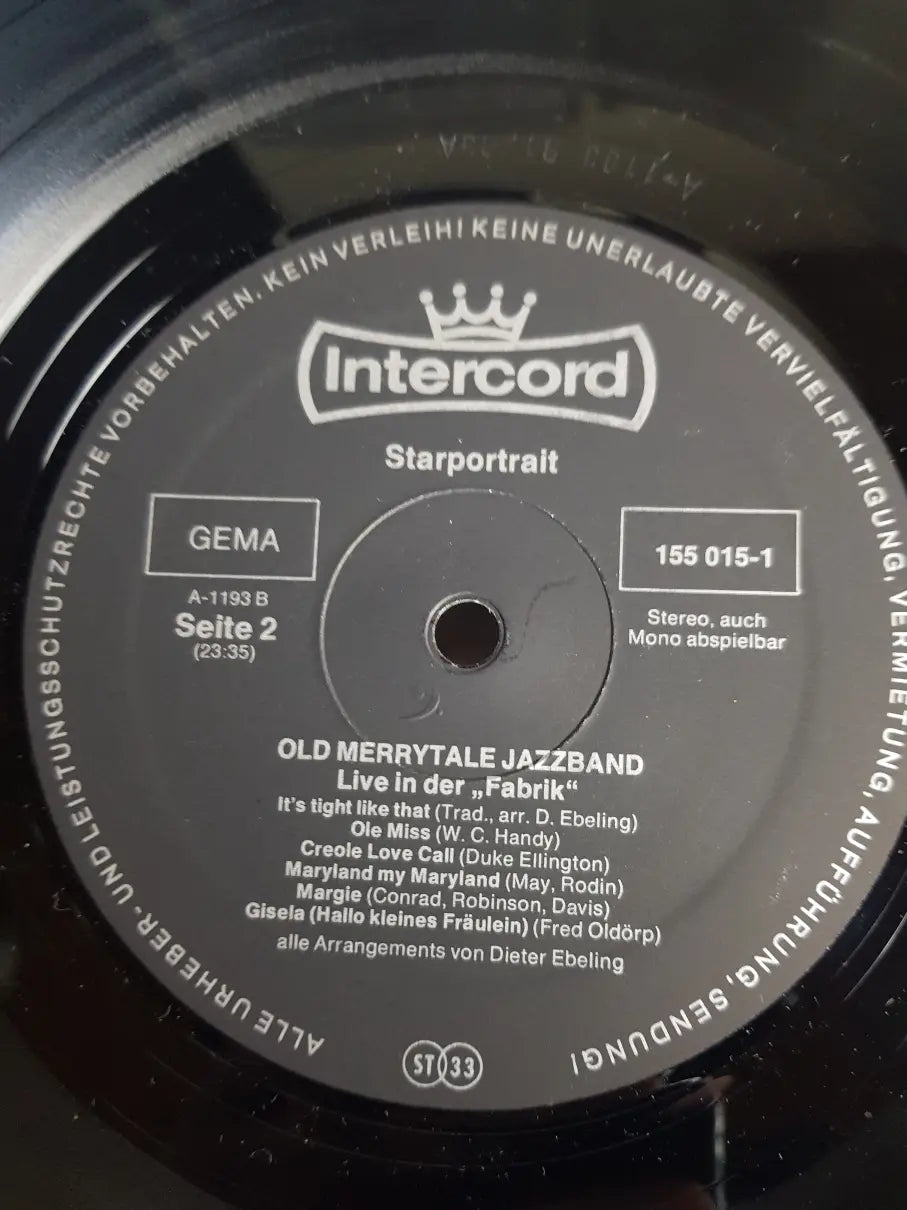 ALLE URHEBER- UND LEISTUNGSSCHUTZRECHTE VORBEHALTEN. KEIN VERLEIH! KEINE UNERLAUBTE VERVIELFÄLTIGUNG, VERMIETUNG, AUFFÜHRUNG, SENDUNG!
Intercord
Starportrait
GEMA
155 015-1
A-1193 B
Seite 2
(23:35)
Stereo, auch
Mono abspielbar
OLD MERRYTALE JAZZBAND
Live in der „Fabrik“
It's tight like that (Trad., arr. D. Ebeling)
Ole Miss (W. C. Handy)
Creole Love Call (Duke Ellington)
Maryland my Maryland (May, Rodin)
Margie (Conrad, Robinson, Davis)
Gisela (Hallo kleines Fräulein) (Fred Oldörp)
alle Arrangements von Dieter Ebeling
ST 33